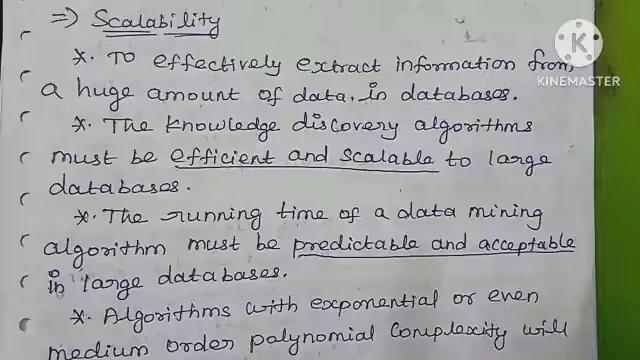 => Scalability
*. To effectively extract information from
a huge amount of data. in databases.
*. The knowledge discovery algorithms
must be efficient and scalable to large
databases.
*. The running time of a data mining
algorithm must be predictable and acceptable
in large databases.
*. Algorithms with exponential or even
medium order polynomial complexity will
KINEMASTER